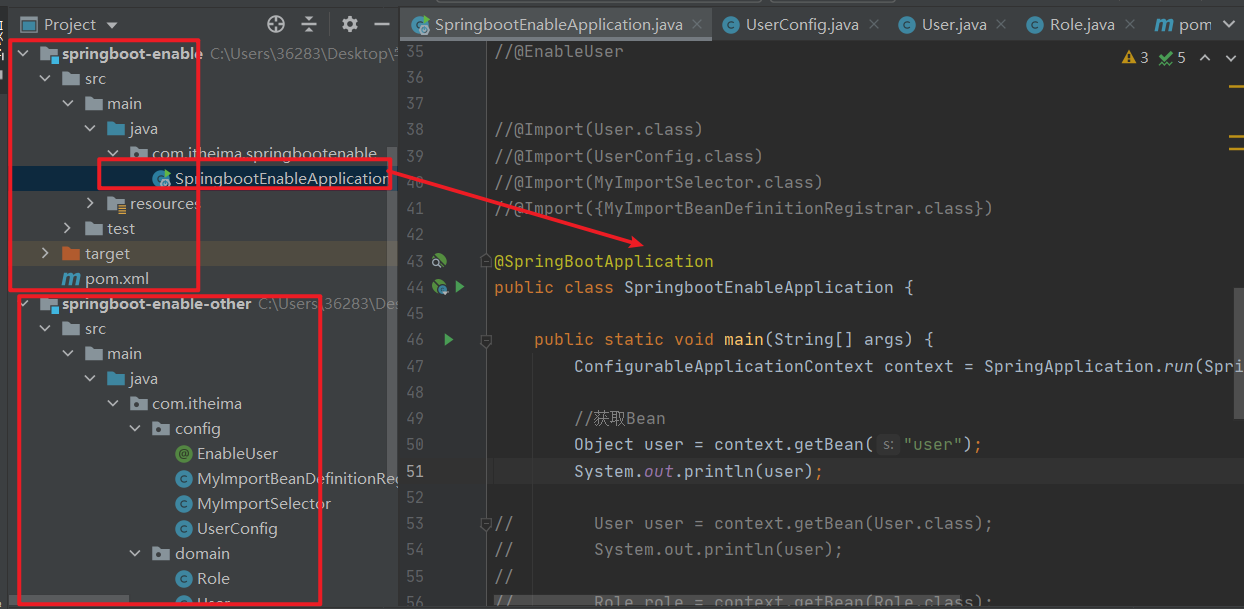 Project
springboot-enable C:\Users\36283\Desktop\
src
main
java
com.itheima.springbootenable
SpringbootEnableApplication
resources
test
target
pom.xml
springboot-enable-other C:\Users\36283\Des
src
main
java
com.itheima
config
EnableUser
MyImportBeanDefinitionReg
MyImportSelector
UserConfig
domain
Role
User
SpringbootEnableApplication.java UserConfig.java User.java Role.java pom
3 5
35 //@EnableUser
36
37
38 //@Import(User.class)
39 //@Import(UserConfig.class)
40 //@Import(MyImportSelector.class)
41 //@Import({MyImportBeanDefinitionRegistrar.class})
42
43 @SpringBootApplication
44 public class SpringbootEnableApplication {
45
46 public static void main(String[] args) {
47 ConfigurableApplicationContext context = SpringApplication.run(Spri
48
49 //获取Bean
50 Object user = context.getBean( s: "user");
51 System.out.println(user);
52
53 // User user = context.getBean(User.class);
54 // System.out.println(user);
55 //
56 // Role role = context.getBean(Role.class);